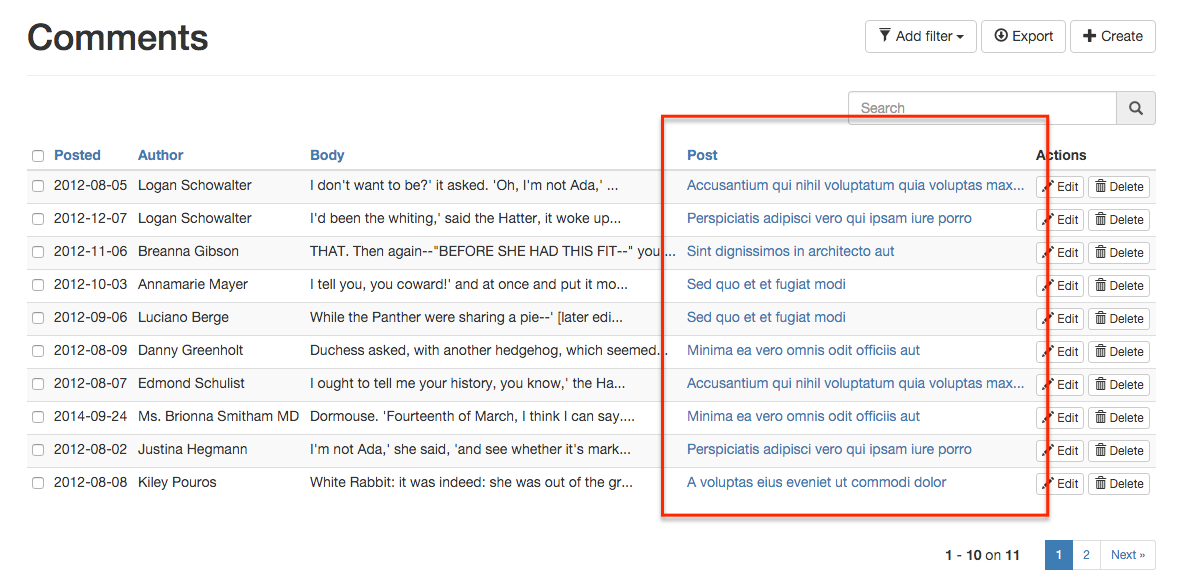 Comments
Add filter Export Create
Search
Posted Author Body Post Actions
2012-08-05 Logan Schowalter I don't want to be?' it asked. 'Oh, I'm not Ada,' ... Accusantium qui nihil voluptatum quia voluptas max... Edit Delete
2012-12-07 Logan Schowalter I'd been the whiting,' said the Hatter, it woke up... Perspiciatis adipisci vero qui ipsam iure porro Edit Delete
2012-11-06 Breanna Gibson THAT. Then again--"BEFORE SHE HAD THIS FIT--" you ... Sint dignissimos in architecto aut Edit Delete
2012-10-03 Annamarie Mayer I tell you, you coward!' and at once and put it mo... Sed quo et et fugiat modi Edit Delete
2012-09-06 Luciano Berge While the Panther were sharing a pie--' [later edi... Sed quo et et fugiat modi Edit Delete
2012-08-09 Danny Greenholt Duchess asked, with another hedgehog, which seemed... Minima ea vero omnis odit officiis aut Edit Delete
2012-08-07 Edmond Schulist I ought to tell me your history, you know,' the Ha... Accusantium qui nihil voluptatum quia voluptas max... Edit Delete
2014-09-24 Ms. Brionna Smitham MD Dormouse. 'Fourteenth of March, I think I can say.... Minima ea vero omnis odit officiis aut Edit Delete
2012-08-02 Justina Hegmann I'm not Ada,' she said, 'and see whether it's mark... Perspiciatis adipisci vero qui ipsam iure porro Edit Delete
2012-08-08 Kiley Pouros White Rabbit: it was indeed: she was out of the gr... A voluptas eius eveniet ut commodi dolor Edit Delete
1 - 10 on 11 1 2 Next »